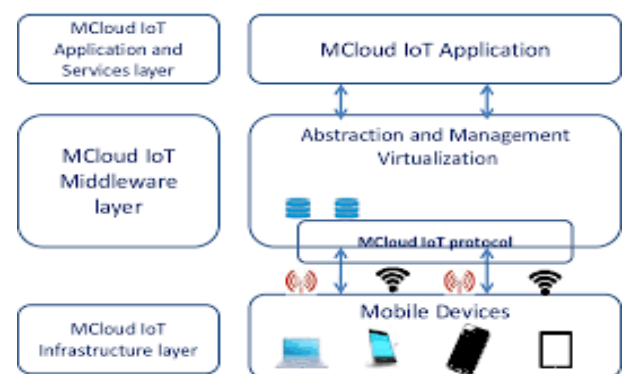 MCloud IoT
Application and
Services layer
MCloud IoT Application
MCloud IoT
Middleware
layer
Abstraction and Management
Virtualization
MCloud IoT protocol
MCloud IoT
Infrastructure layer
Mobile Devices